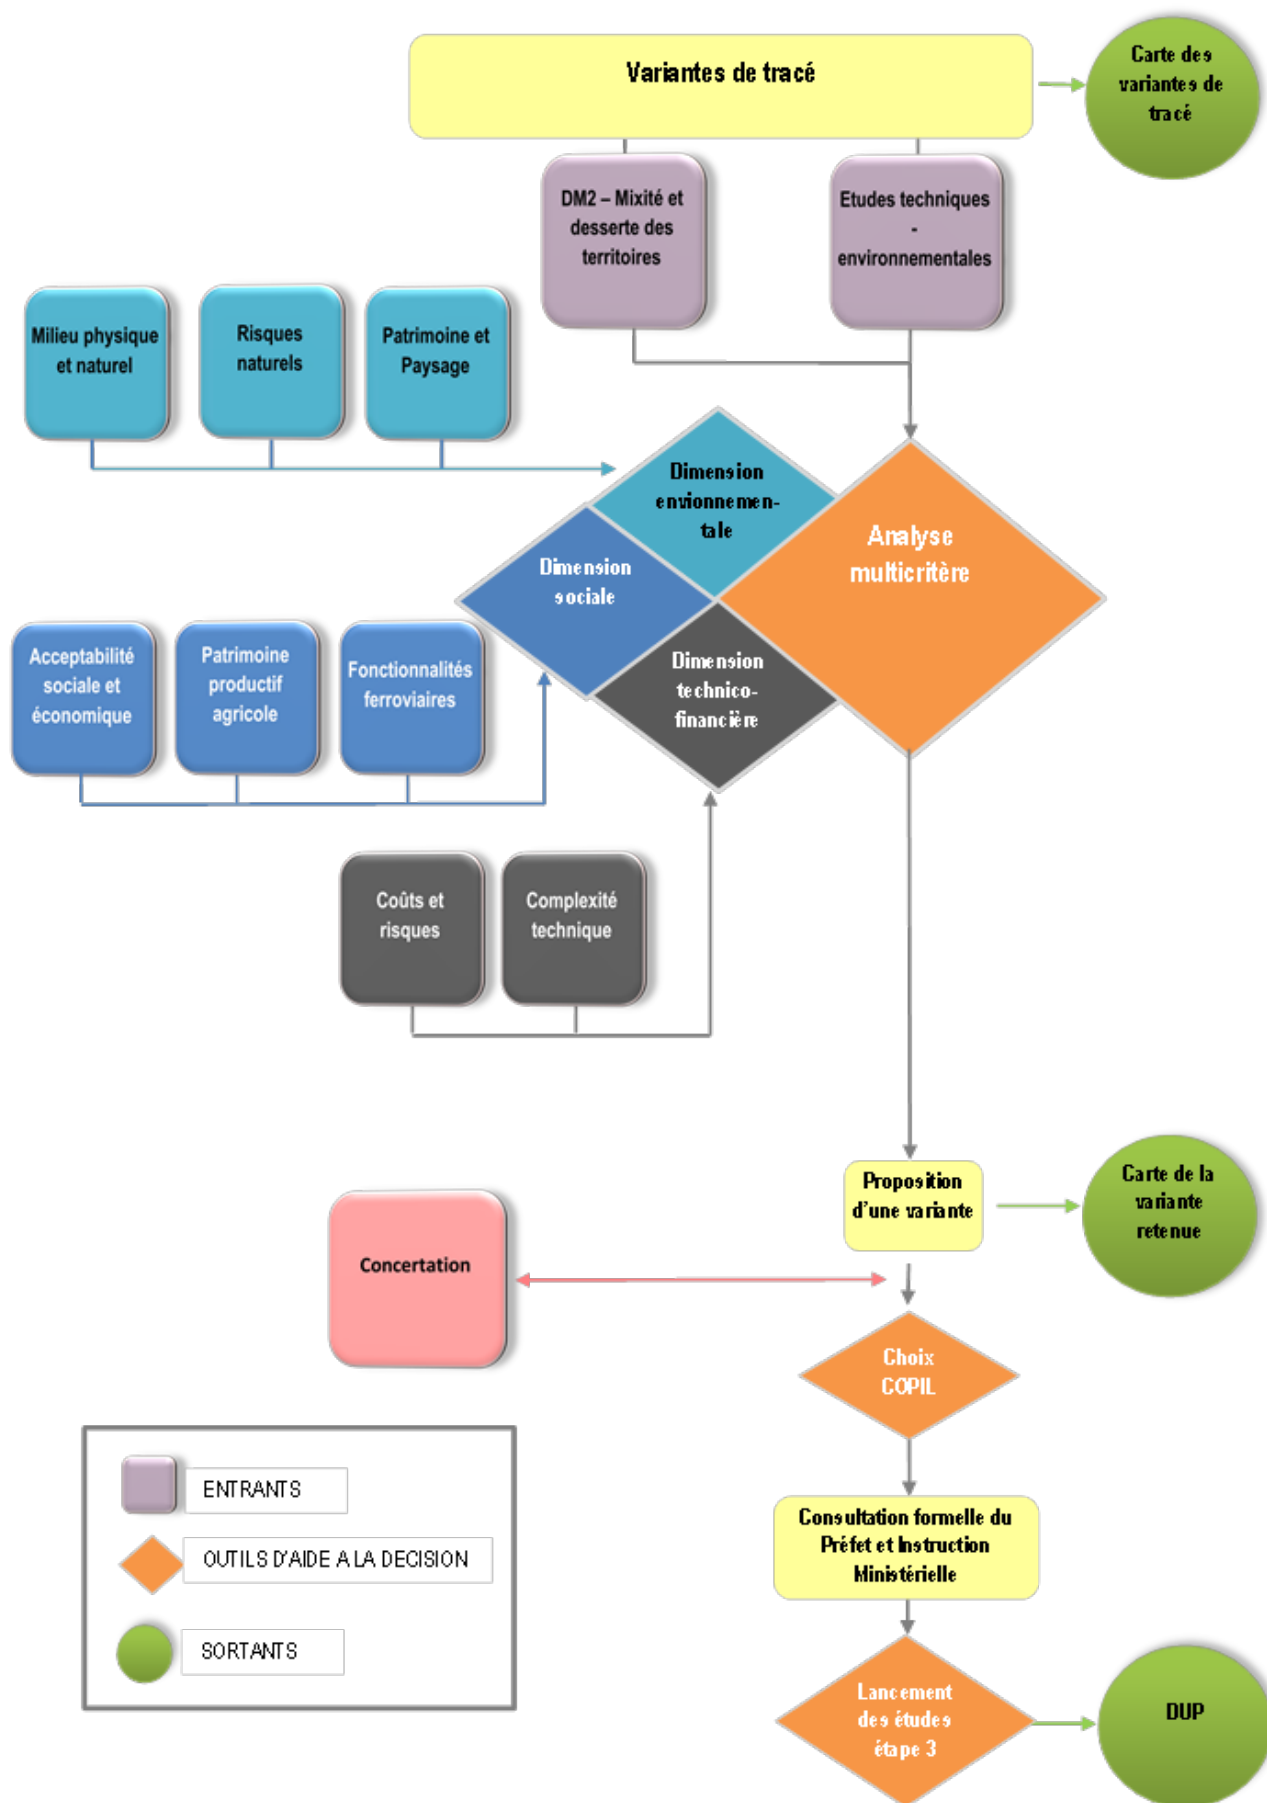 Variantes de tracé
Carte des
variantes de
tracé
DM2 – Mixité et
desserte des
territoires
Etudes techniques
-
environnementales
Milieu physique
et naturel
Risques
naturels
Patrimoine et
Paysage
Dimension
envionnemen-
tale
Analyse
multicritère
Dimension
sociale
Dimension
technico-
financière
Acceptabilité
sociale et
économique
Patrimoine
productif
agricole
Fonctionnalités
ferroviaires
Coûts et
risques
Complexité
technique
Proposition
d'une variante
Carte de la
variante
retenue
Concertation
Choix
COPIL
Consultation formelle du
Préfet et Instruction
Ministérielle
Lancement
des études
étape 3
DUP
ENTRANTS
OUTILS D'AIDE A LA DECISION
SORTANTS